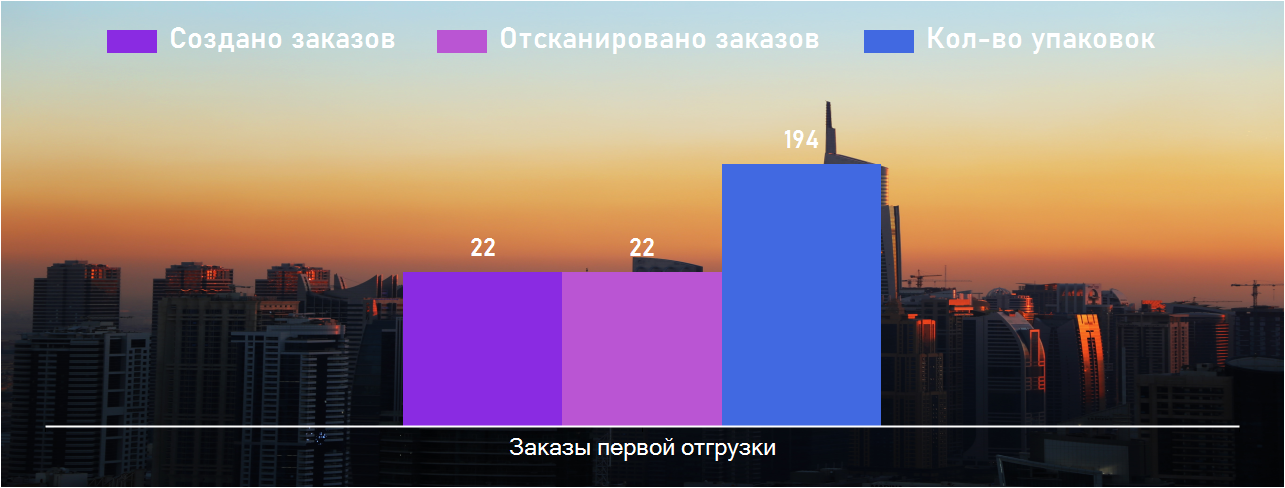 Создано заказов Отсканировано заказов Кол-во упаковок
194
22 22
Заказы первой отгрузки